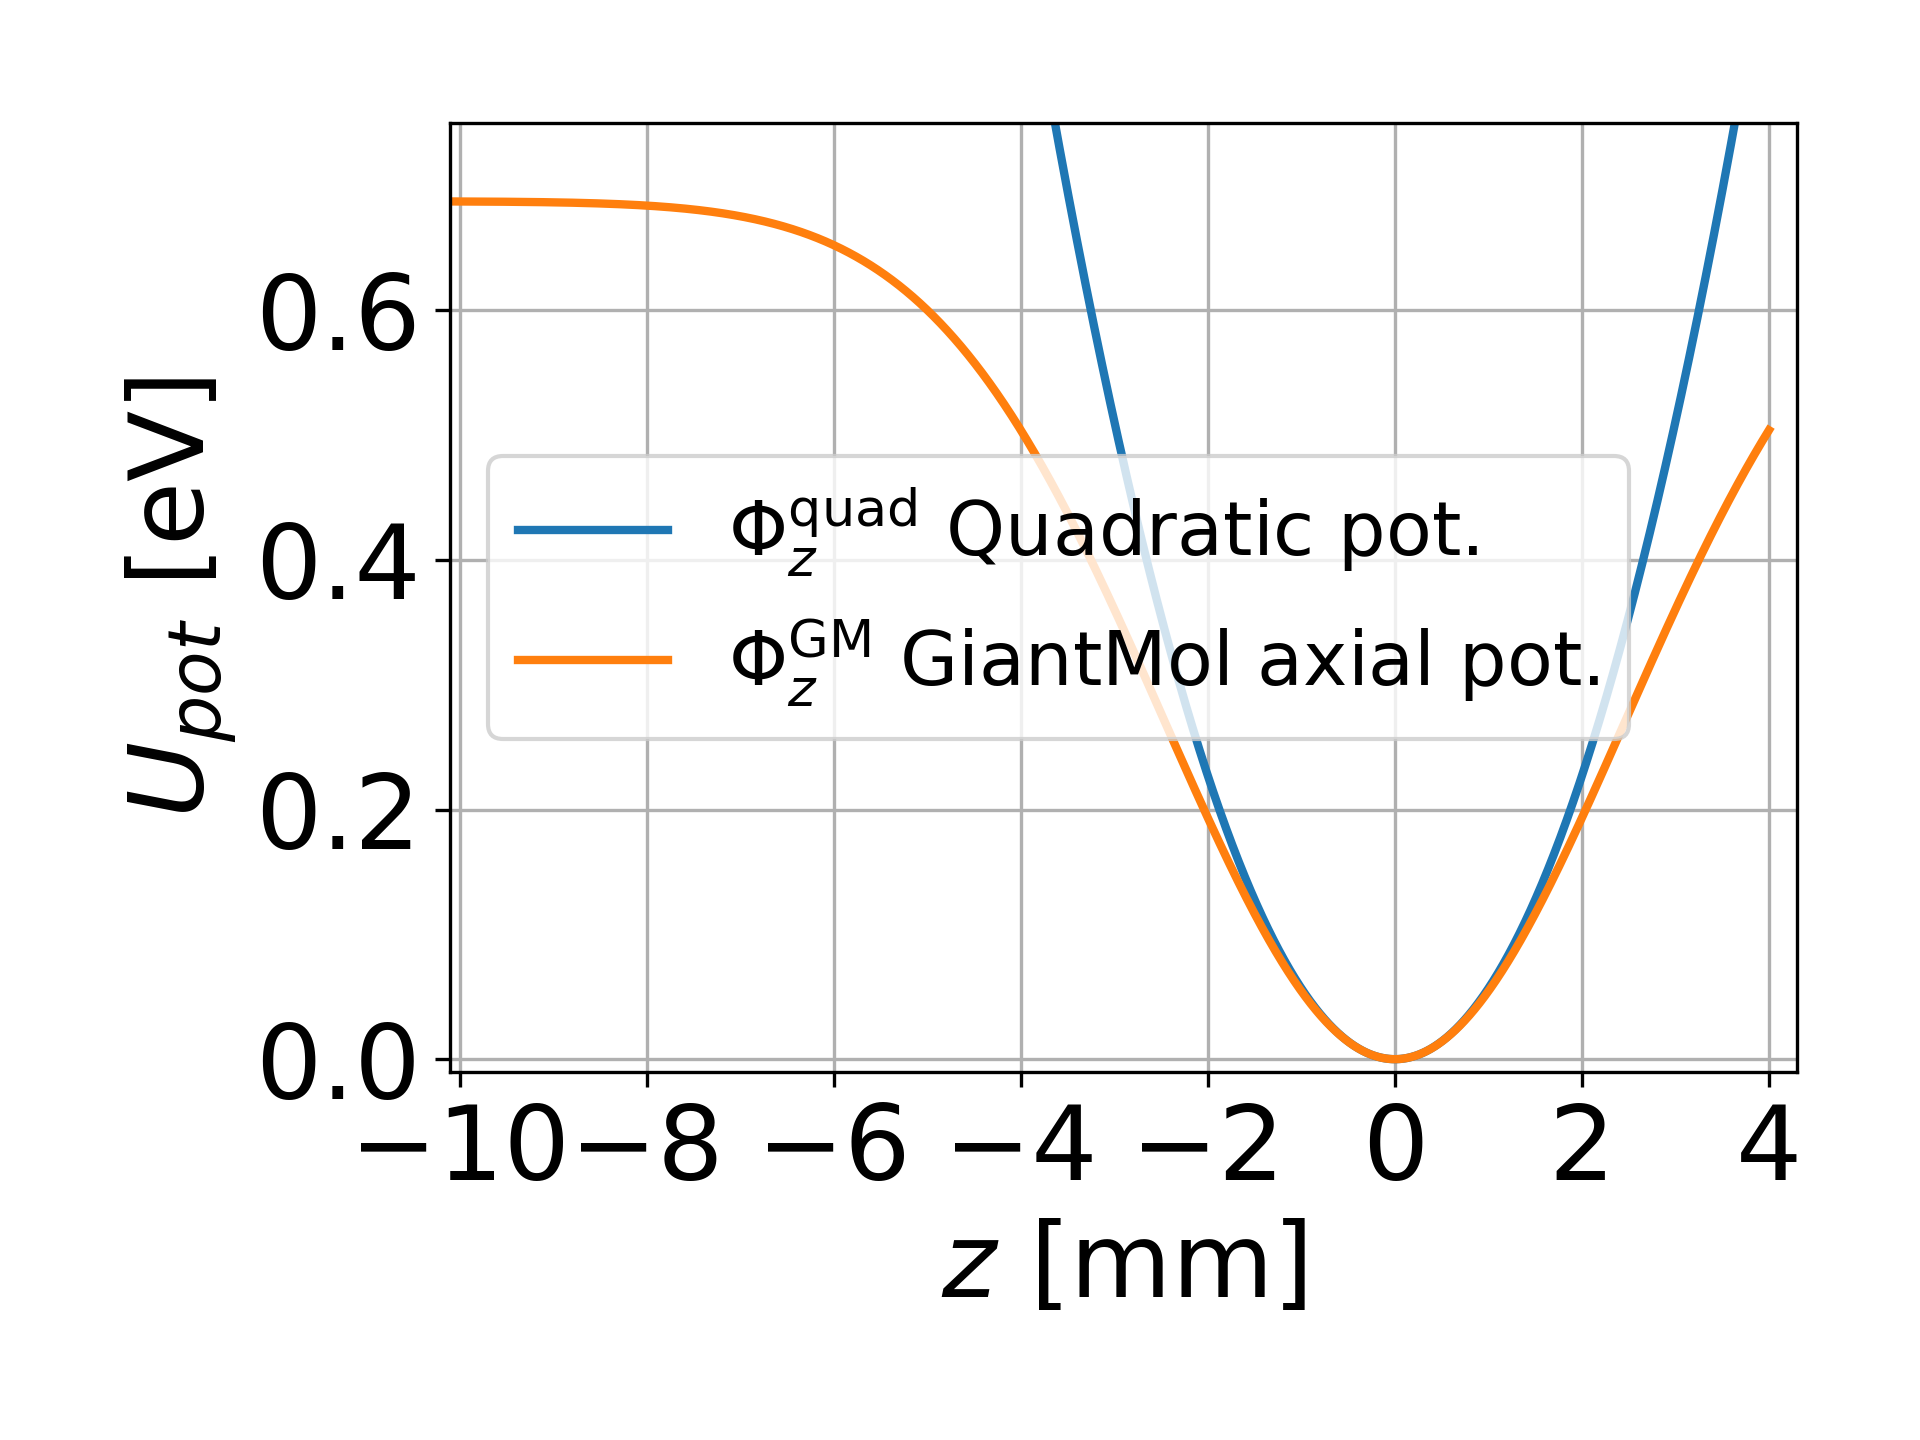 0.6
0.4
0.2
0.0
U_pot [eV]
Φ_z^quad Quadratic pot.
Φ_z^GM GiantMol axial pot.
−10 −8 −6 −4 −2 0 2 4
z [mm]